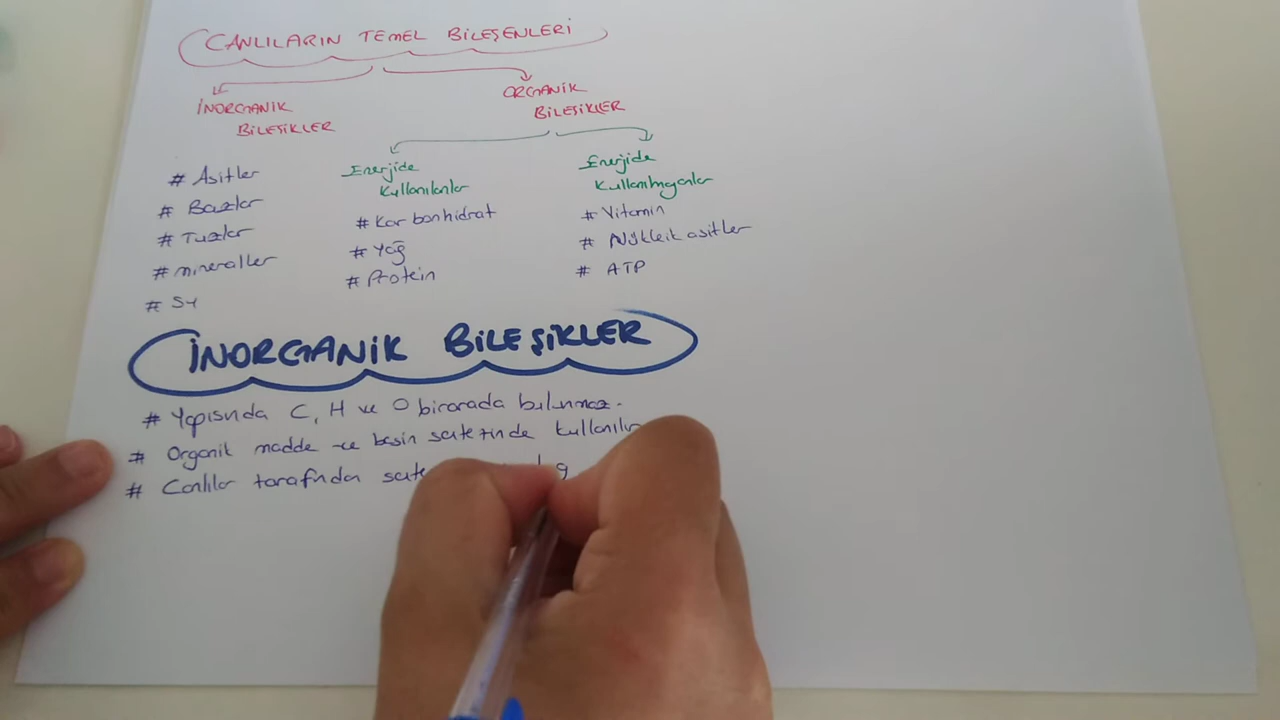 CANLILARIN TEMEL BİLEŞENLERİ
İNORGANİK
BİLEŞİKLER
ORGANİK
BİLEŞİKLER
# Asitler
# Bazlar
# Tuzlar
# mineraller
# Su
Enerjide
Kullanılanlar
# Karbonhidrat
# Yağ
# Protein
Enerjide
Kullanılmayanlar
# Vitamin
# Nükleik asitler
# ATP
İNORGANİK BİLEŞİKLER
# Yapısında C, H ve O birarada bulunmaz.
# Organik madde ve besin sentezinde kullanılır
# Canlılar tarafından